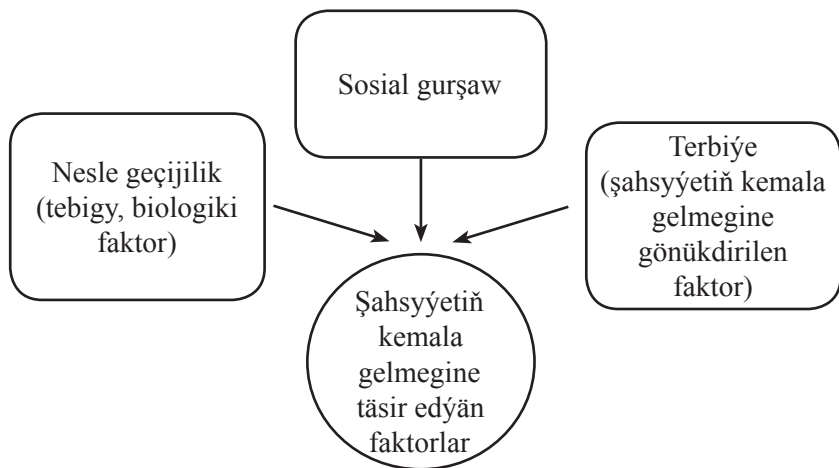 Sosial gurşaw
Nesle geçijilik
(tebigy, biologiki
faktor)
Terbiýe
(şahsyýetiň kemala
gelmegine
gönükdirilen
faktor)
Şahsyýetiň
kemala
gelmegine
täsir edýän
faktorlar